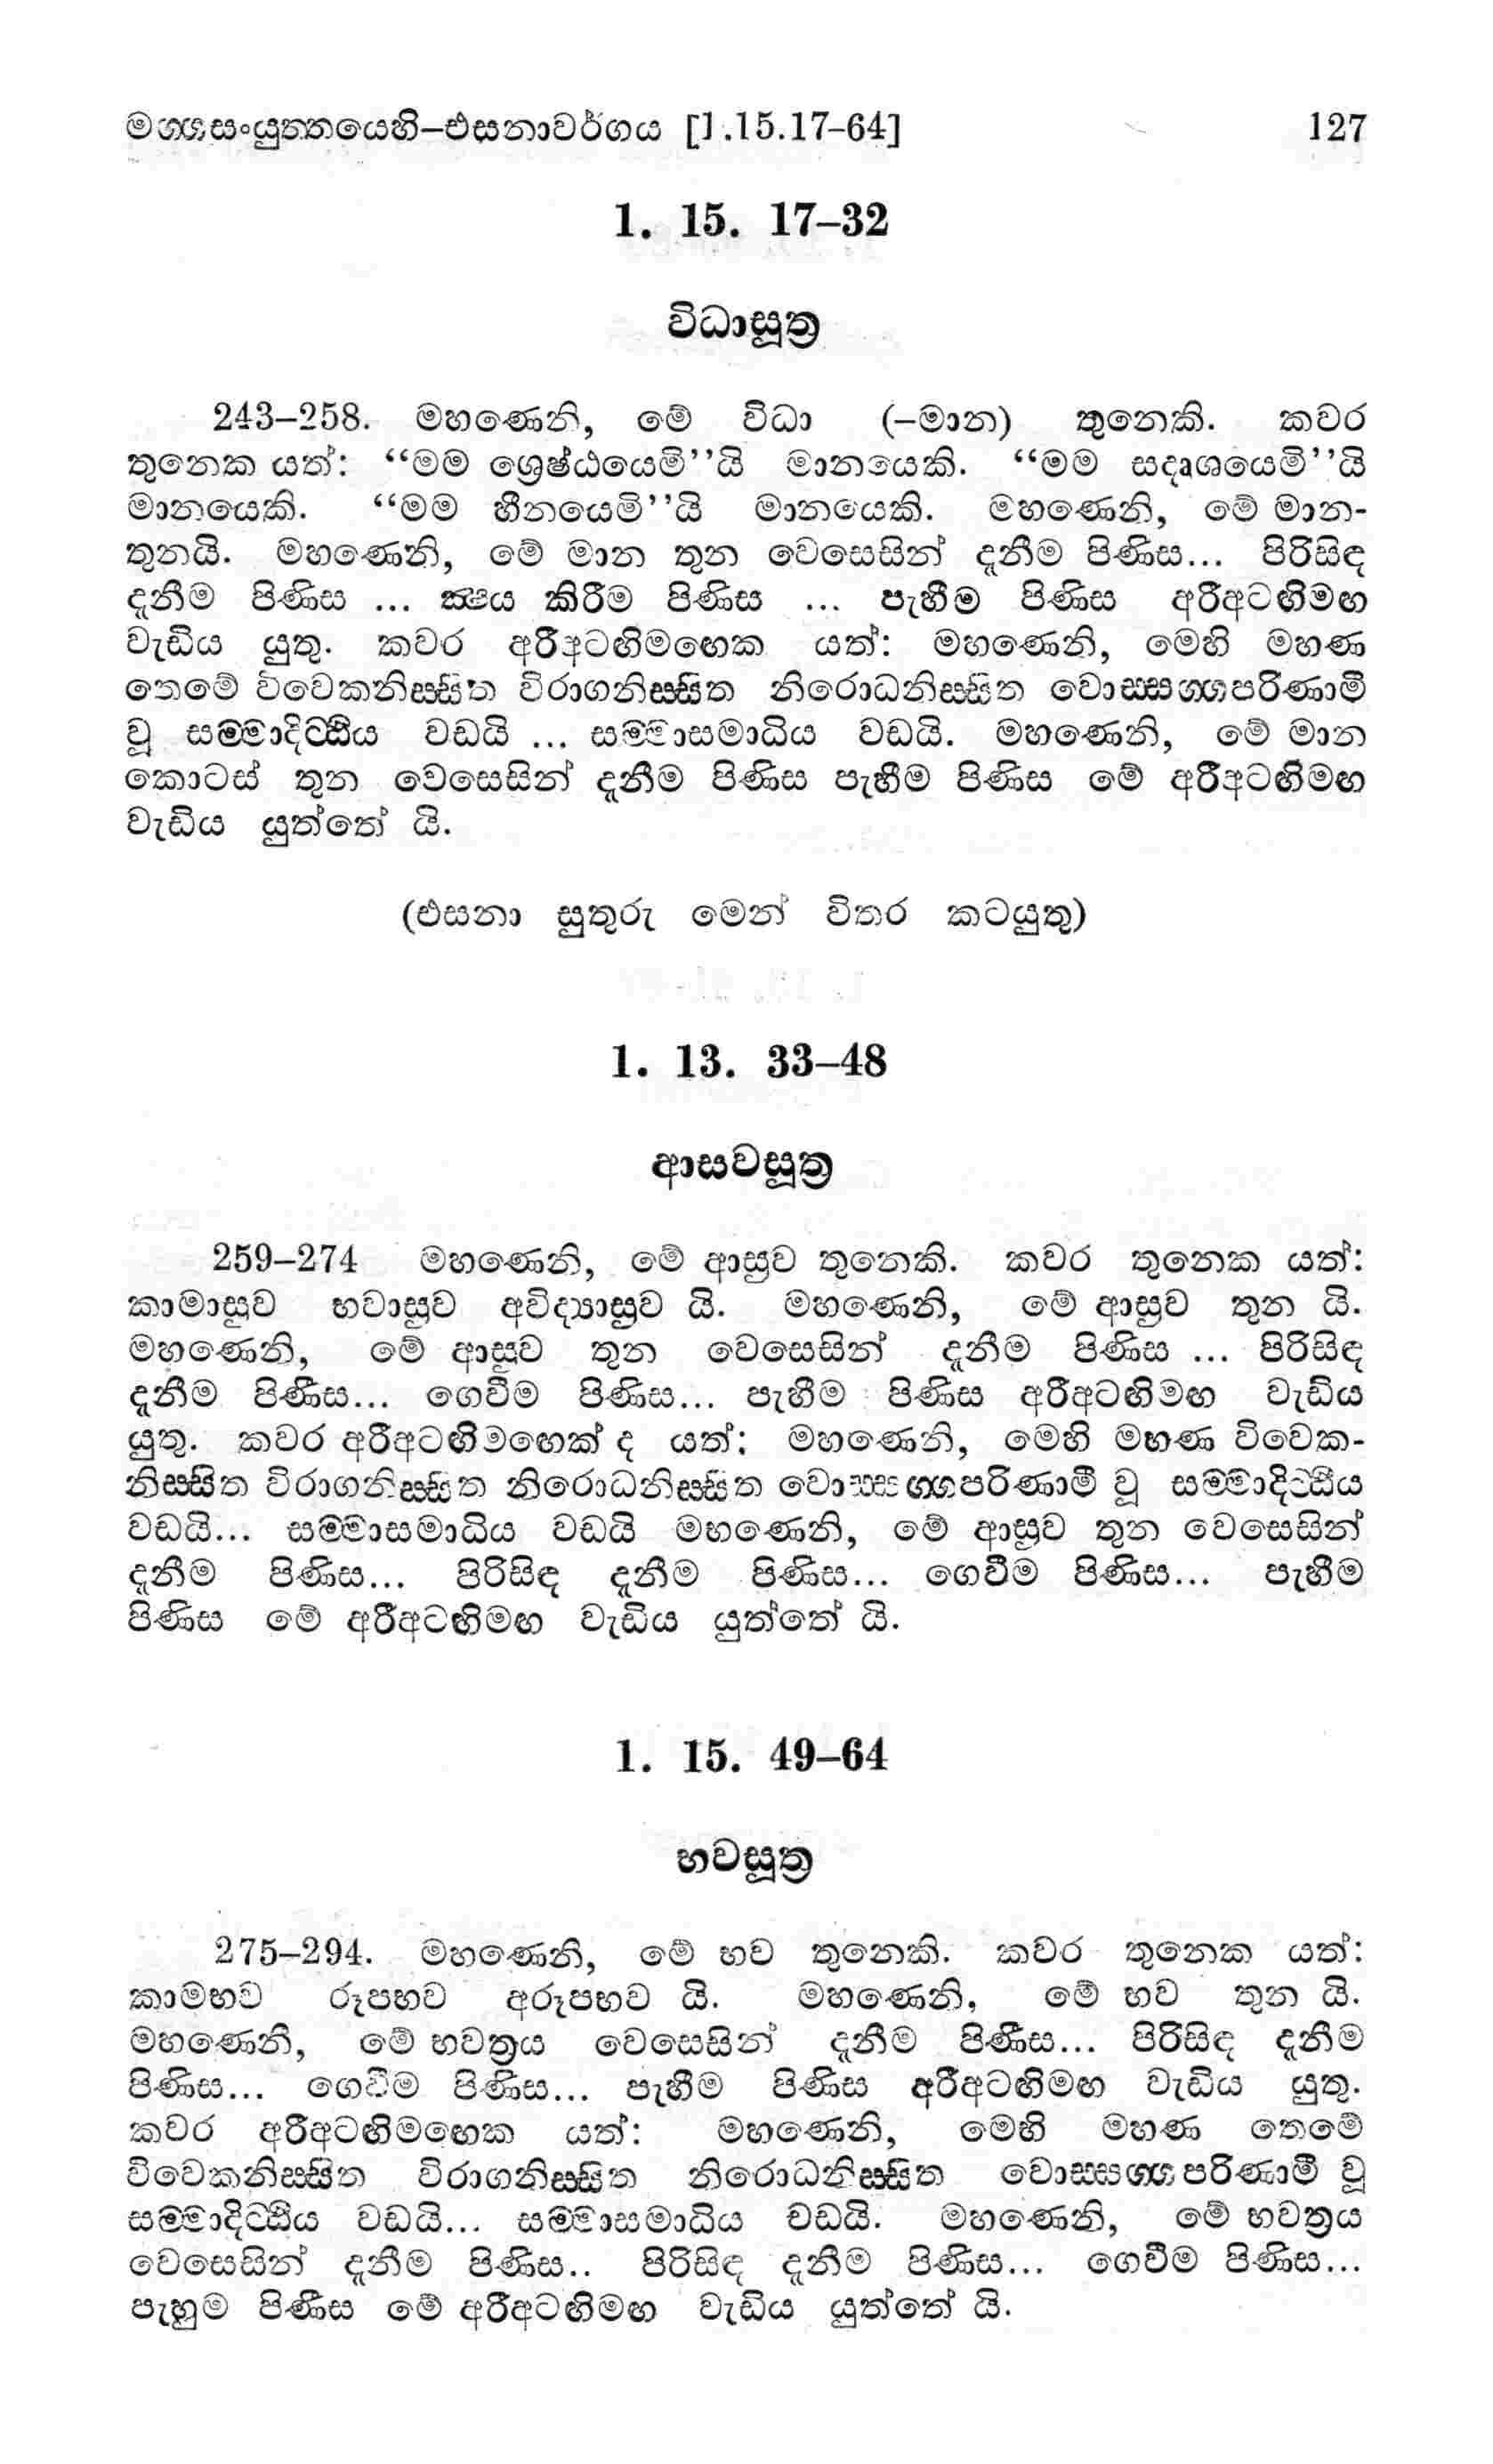 මග්ගසංයුත්තයෙහි–එසනාවර්ගය [1.15.17–64] 127
1. 15. 17–32
විධාසූත්‍ර
243–258. මහණෙනි, මේ විධා (–මාන) තුනෙකි. කවර
තුනෙක යත්: “මම ශ්‍රේෂ්ඨයෙමි’’යි මානයෙකි. “මම සදෘශයෙමි’’යි
මානයෙකි. “මම හීනයෙමි’’යි මානයෙකි. මහණෙනි, මේ මාන-
තුනයි. මහණෙනි, මේ මාන තුන වෙසෙසින් දැනීම පිණිස... පිරිසිඳ
දැනීම පිණිස ... ක්‍ෂය කිරීම පිණිස ... පැහීම පිණිස අරිඅටඟිමඟ
වැඩිය යුතු. කවර අරිඅටඟිමඟෙක යත්: මහණෙනි, මෙහි මහණ
තෙමේ විවෙකනිස්සිත විරාගනිස්සිත නිරොධනිස්සිත වොස්සග්ගපරිණාමී
වූ සම්මාදිට්ඨිය වඩයි ... සම්මාසමාධිය වඩයි. මහණෙනි, මේ මාන
කොටස් තුන වෙසෙසින් දැනීම පිණිස පැහීම පිණිස මේ අරිඅටඟිමඟ
වැඩිය යුත්තේ යි.
(එසනා සුතුරු මෙන් විතර කටයුතු)
1. 13. 33–48
ආසවසූත්‍ර
259–274 මහණෙනි, මේ ආස්‍රව තුනෙකි. කවර තුනෙක යත්:
කාමාස්‍රව භවාස්‍රව අවිද්‍යාස්‍රව යි. මහණෙනි, මේ ආස්‍රව තුන යි.
මහණෙනි, මේ ආස්‍රව තුන වෙසෙසින් දැනීම පිණිස ... පිරිසිඳ
දැනීම පිණිස... ගෙවීම පිණිස... පැහීම පිණිස අරිඅටඟිමඟ වැඩිය
යුතු. කවර අරිඅටඟිමඟෙක් ද යත්: මහණෙනි, මෙහි මහණ විවෙක-
නිස්සිත විරාගනිස්සිත නිරොධනිස්සිත වොස්සග්ගපරිණාමී වූ සම්මාදිට්ඨිය
වඩයි... සම්මාසමාධිය වඩයි මහණෙනි, මේ ආස්‍රව තුන වෙසෙසින්
දැනීම පිණිස... පිරිසිඳ දැනීම පිණිස... ගෙවීම පිණිස... පැහීම
පිණිස මේ අරිඅටඟිමඟ වැඩිය යුත්තේ යි.
1. 15. 49–64
භවසූත්‍ර
275–294. මහණෙනි, මේ භව තුනෙකි. කවර තුනෙක යත්:
කාමභව රූපභව අරූපභව යි. මහණෙනි, මේ භව තුන යි.
මහණෙනි, මේ භවත්‍රය වෙසෙසින් දැනීම පිණිස... පිරිසිඳ දැනීම
පිණිස... ගෙවීම පිණිස... පැහීම පිණිස අරිඅටඟිමඟ වැඩිය යුතු.
කවර අරිඅටඟිමඟෙක යත්: මහණෙනි, මෙහි මහණ තෙමේ
විවෙකනිස්සිත විරාගනිස්සිත නිරොධනිස්සිත වොස්සග්ගපරිණාමී වූ
සම්මාදිට්ඨිය වඩයි... සම්මාසමාධිය වඩයි. මහණෙනි, මේ භවත්‍රය
වෙසෙසින් දැනීම පිණිස.. පිරිසිඳ දැනීම පිණිස... ගෙවීම පිණිස...
පැහුම පිණිස මේ අරිඅටඟිමඟ වැඩිය යුත්තේ යි.